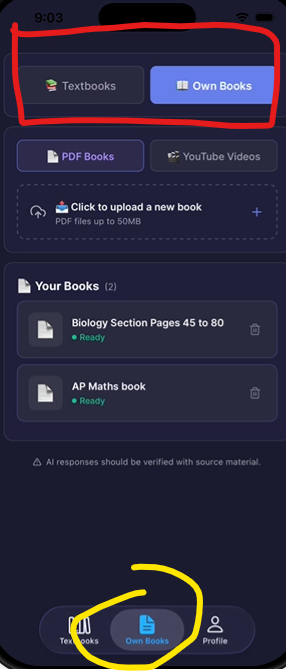 9:03
Textbooks
Own Books
PDF Books
YouTube Videos
Click to upload a new book
PDF files up to 50MB
Your Books (2)
Biology Section Pages 45 to 80
Ready
AP Maths book
Ready
AI responses should be verified with source material.
Textbooks
Own Books
Profile